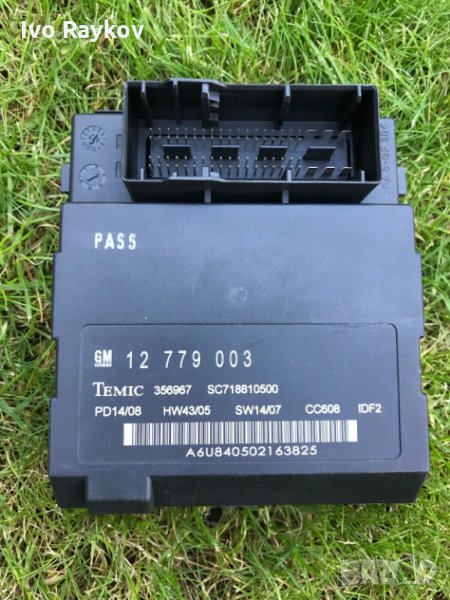 Ivo Raykov
PASS
GM 12 779 003
TEMIC 356967 SC718810500
PD14/08 HW43/05 SW14/07 CC608 IDF2
A6U840502163825